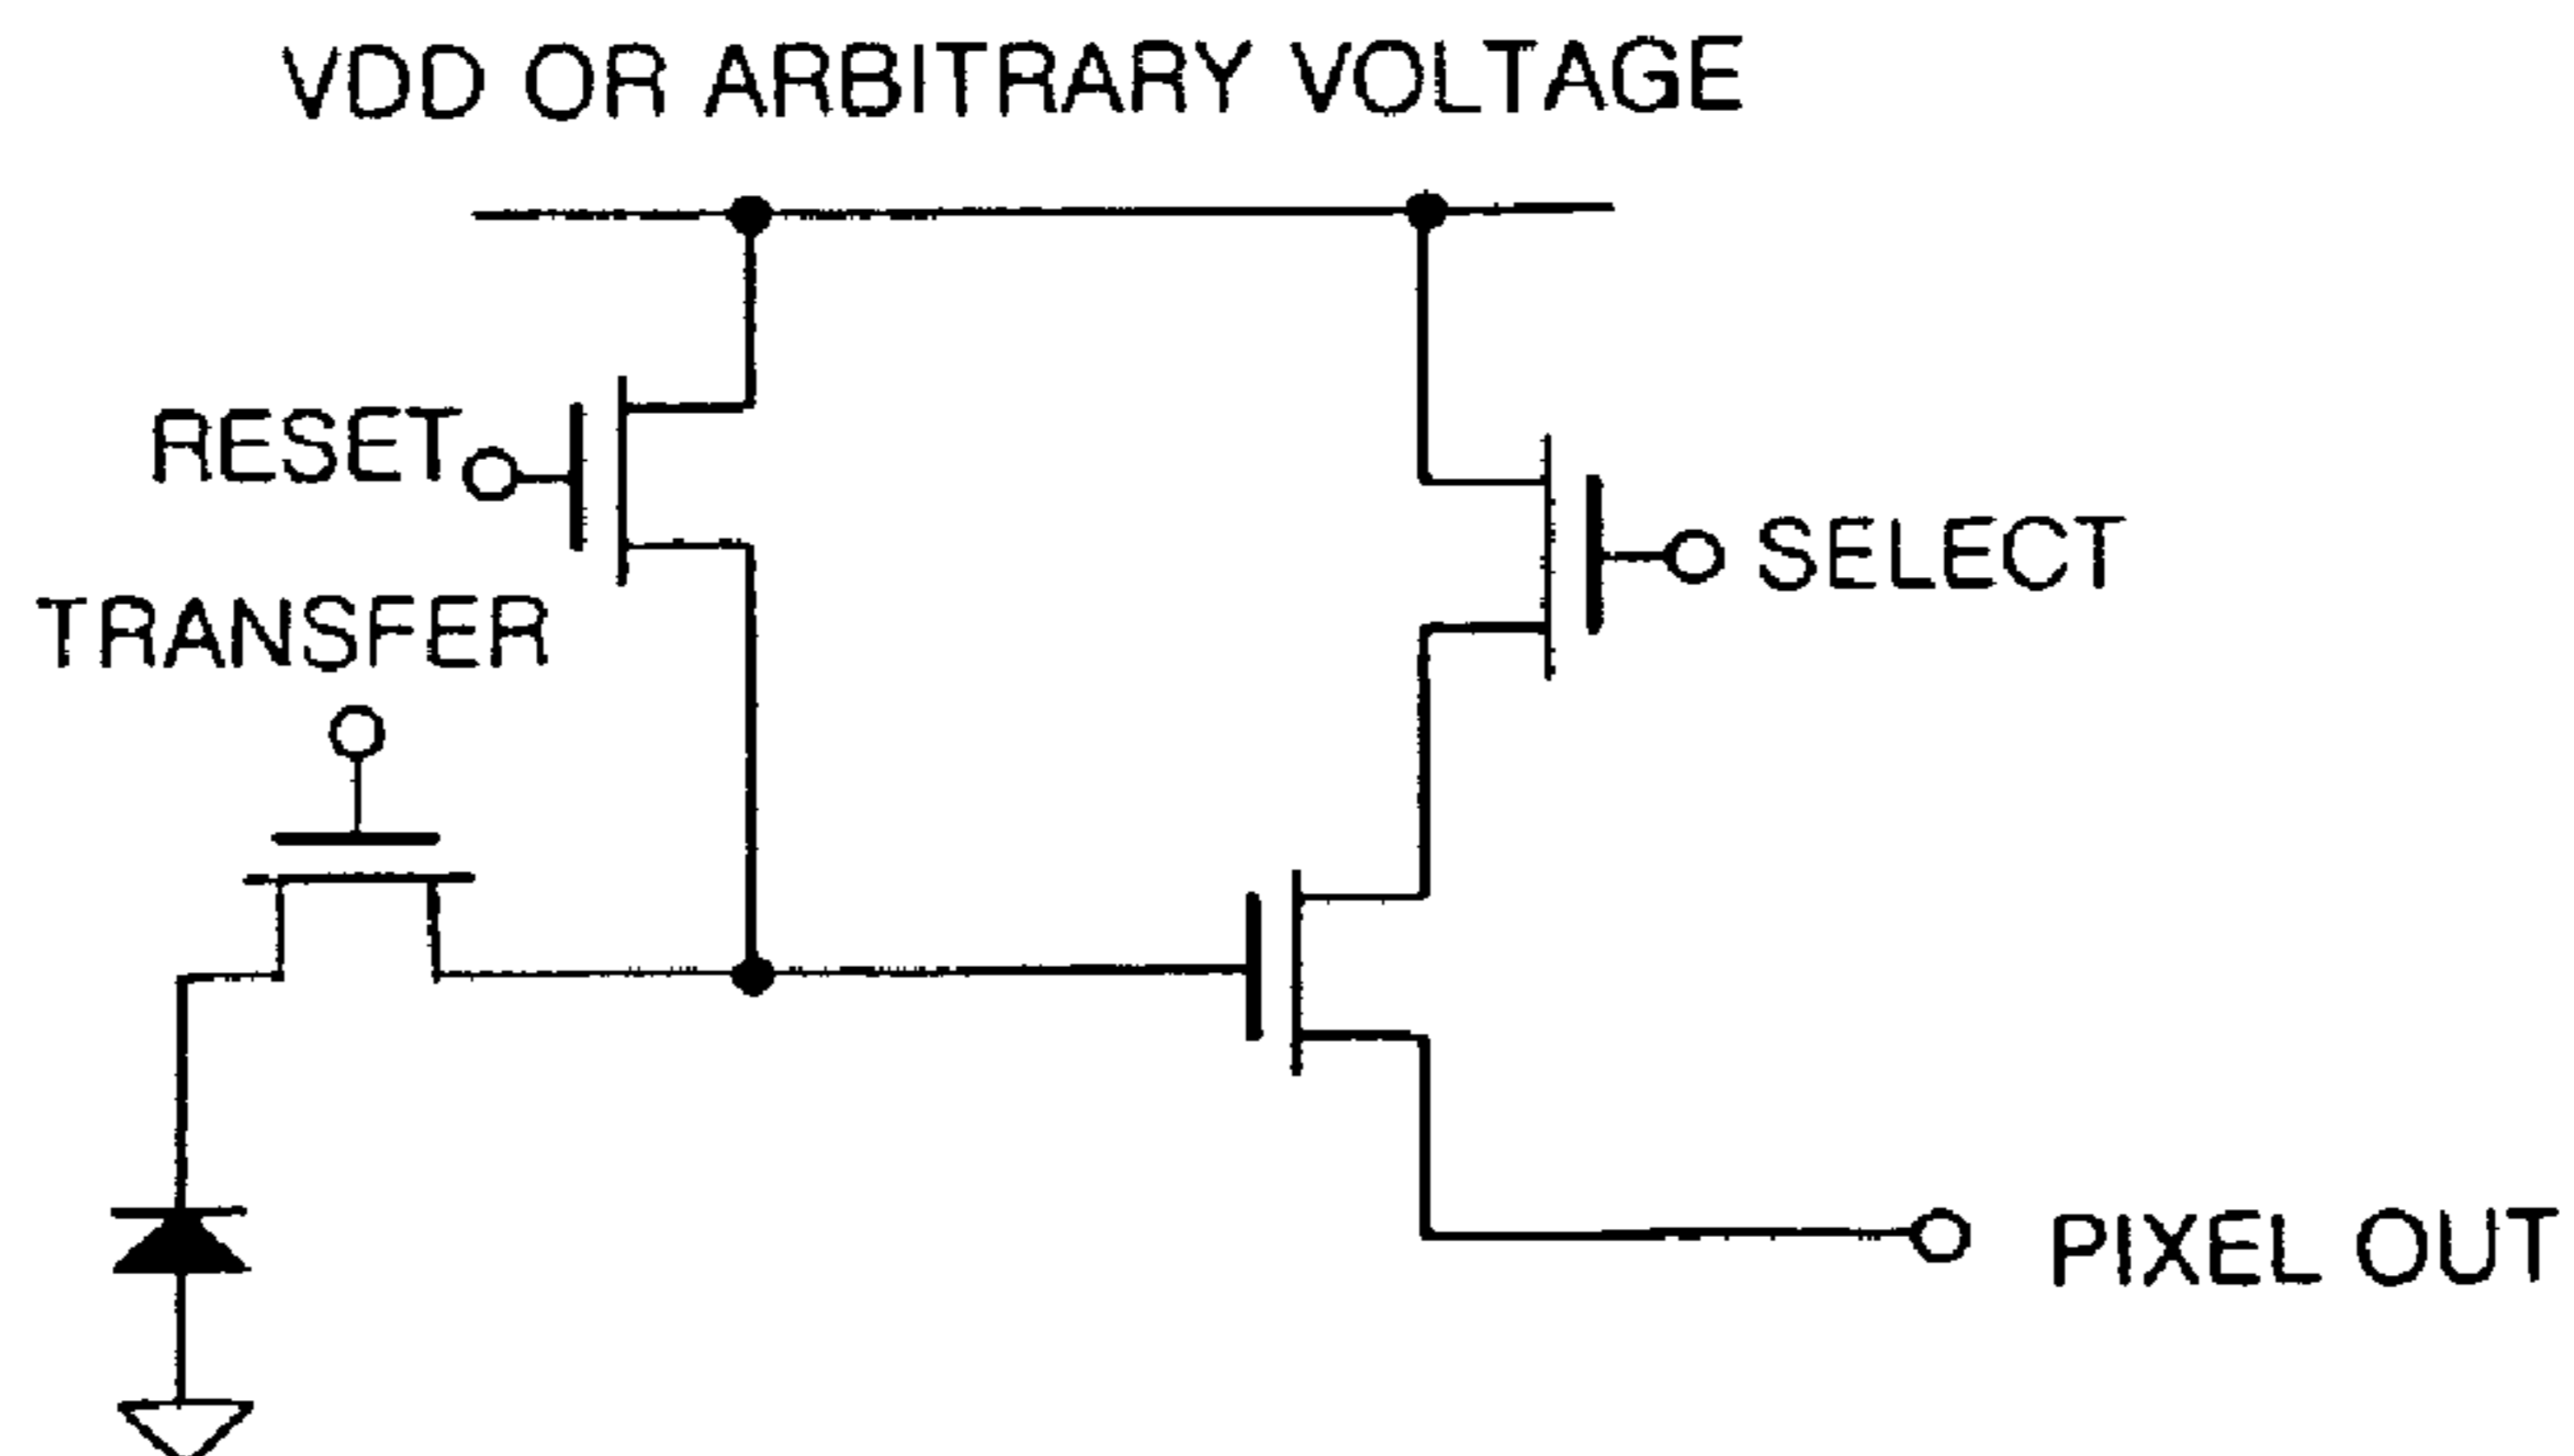 VDD OR ARBITRARY VOLTAGE
RESET
SELECT
TRANSFER
PIXEL OUT